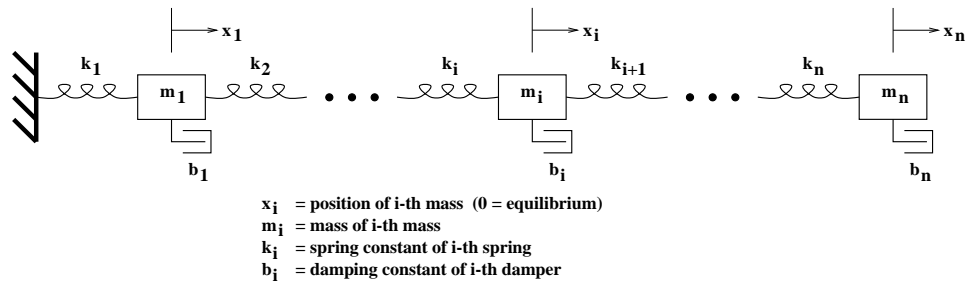 x₁ xᵢ xₙ
k₁ k₂ kᵢ kᵢ₊₁ kₙ
m₁ mᵢ mₙ
b₁ bᵢ bₙ
xᵢ = position of i-th mass (0 = equilibrium)
mᵢ = mass of i-th mass
kᵢ = spring constant of i-th spring
bᵢ = damping constant of i-th damper